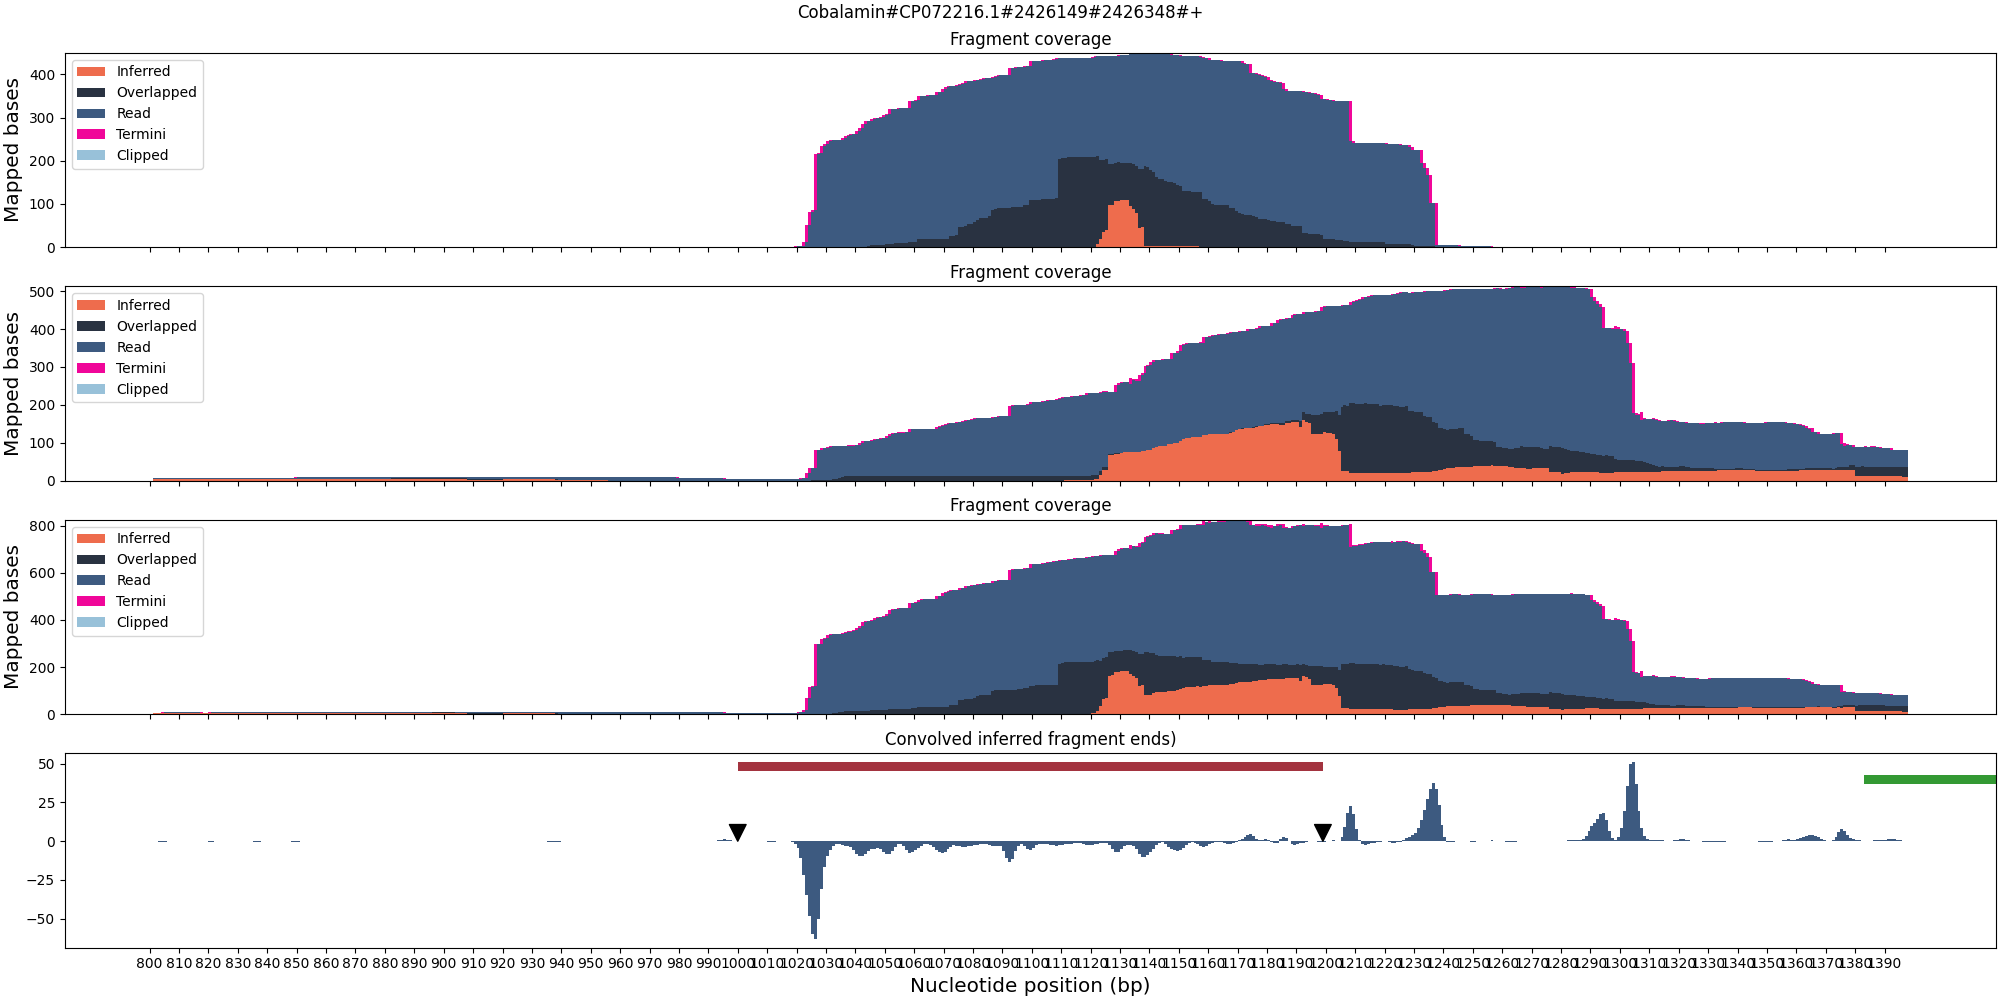 Cobalamin#CP072216.1#2426149#2426348#+
Fragment coverage
Mapped bases
400
300
200
100
0
Inferred
Overlapped
Read
Termini
Clipped
Fragment coverage
Mapped bases
500
400
300
200
100
0
Inferred
Overlapped
Read
Termini
Clipped
Fragment coverage
Mapped bases
800
600
400
200
0
Inferred
Overlapped
Read
Termini
Clipped
Convolved inferred fragment ends)
50
25
0
−25
−50
800 810 820 830 840 850 860 870 880 890 900 910 920 930 940 950 960 970 980 990 1000 1010 1020 1030 1040 1050 1060 1070 1080 1090 1100 1110 1120 1130 1140 1150 1160 1170 1180 1190 1200 1210 1220 1230 1240 1250 1260 1270 1280 1290 1300 1310 1320 1330 1340 1350 1360 1370 1380 1390
Nucleotide position (bp)